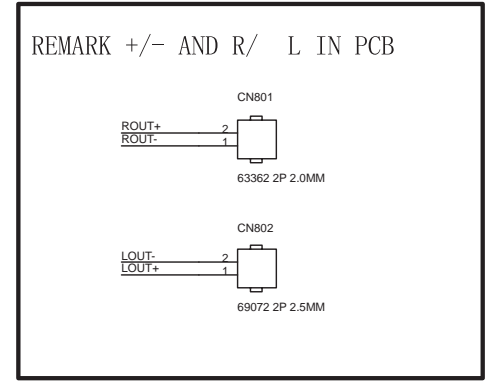 REMARK +/- AND R/ L IN PCB
CN801
ROUT+ 2
ROUT- 1
63362 2P 2.0MM
CN802
LOUT- 2
LOUT+ 1
69072 2P 2.5MM